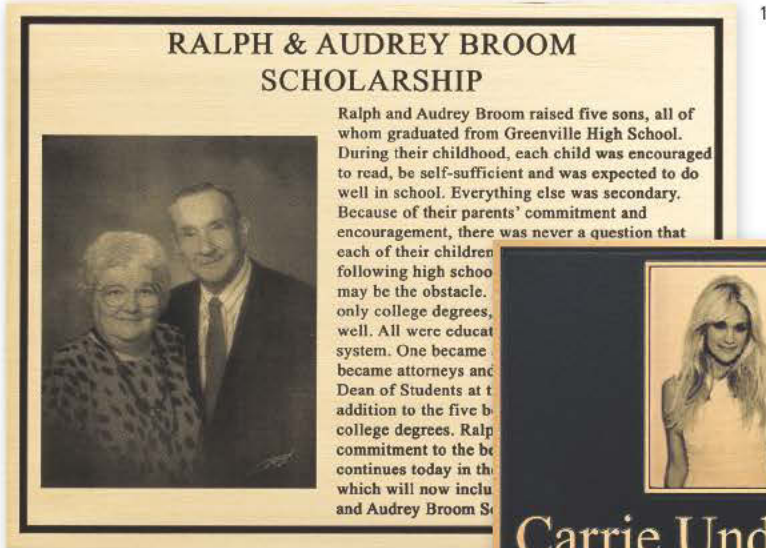 1
RALPH & AUDREY BROOM
SCHOLARSHIP
Ralph and Audrey Broom raised five sons, all of
whom graduated from Greenville High School.
During their childhood, each child was encouraged
to read, be self-sufficient and was expected to do
well in school. Everything else was secondary.
Because of their parents' commitment and
encouragement, there was never a question that
each of their children
following high schoo
may be the obstacle.
only college degrees,
well. All were educat
system. One became
became attorneys and
Dean of Students at t
addition to the five b
college degrees. Ralp
commitment to the be
continues today in the
which will now inclu
and Audrey Broom S
Carrie Und